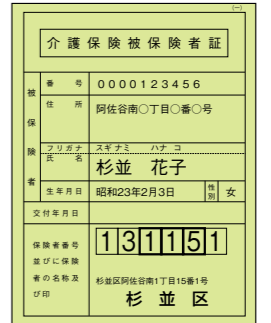 (一)
介護保険被保険者証
被保険者
番号 0000123456
住所 阿佐谷南○丁目○番○号
フリガナ スギナミ ハナコ
氏名 杉並 花子
生年月日 昭和23年2月3日 性別 女
交付年月日
保険者番号並びに保険者の名称及び印 131151
杉並区阿佐谷南1丁目15番1号
杉並区